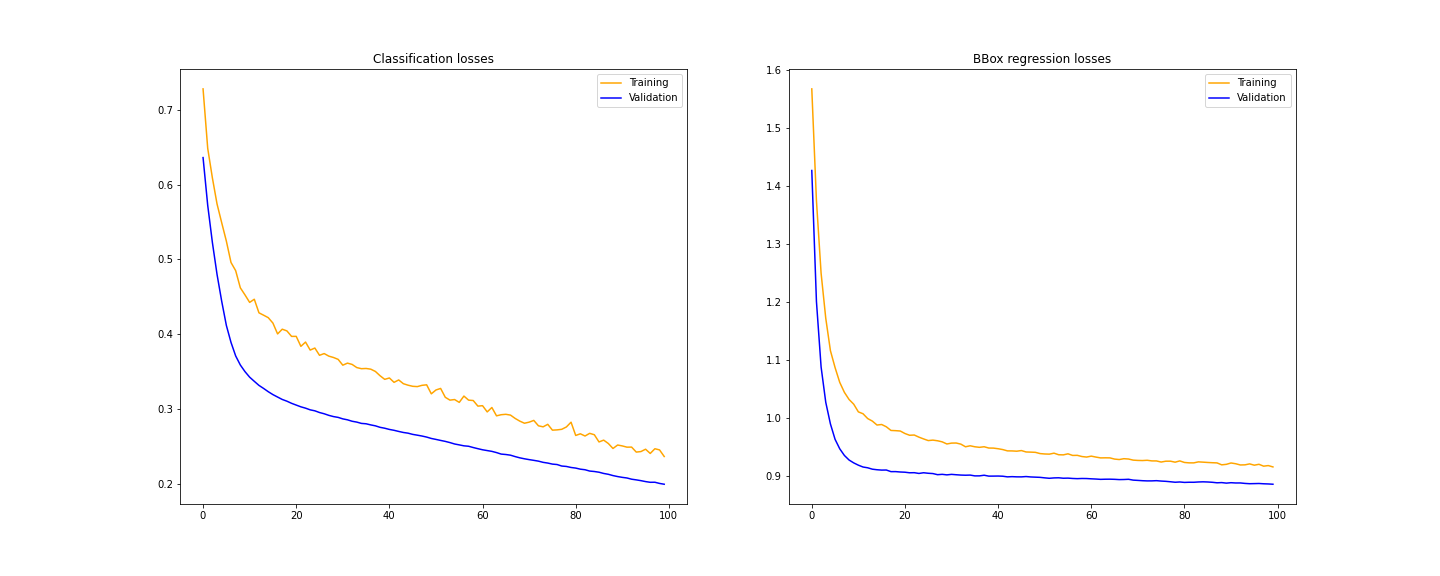 Classification losses
Training
Validation
0.7
0.6
0.5
0.4
0.3
0.2
0 20 40 60 80 100
BBox regression losses
Training
Validation
1.6
1.5
1.4
1.3
1.2
1.1
1.0
0.9
0 20 40 60 80 100